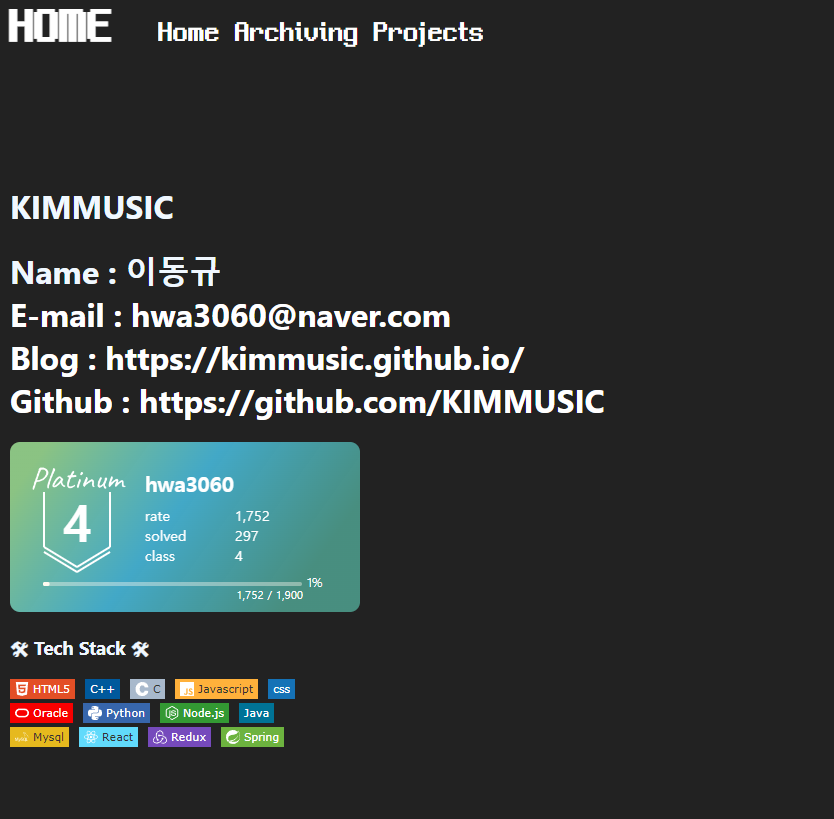 HOME Home Archiving Projects
KIMMUSIC
Name : 이동규
E-mail : hwa3060@naver.com
Blog : https://kimmusic.github.io/
Github : https://github.com/KIMMUSIC
Platinum
4
hwa3060
rate 1,752
solved 297
class 4
1%
1,752 / 1,900
🛠 Tech Stack 🛠
HTML5 C++ C Javascript css
Oracle Python Node.js Java
Mysql React Redux Spring